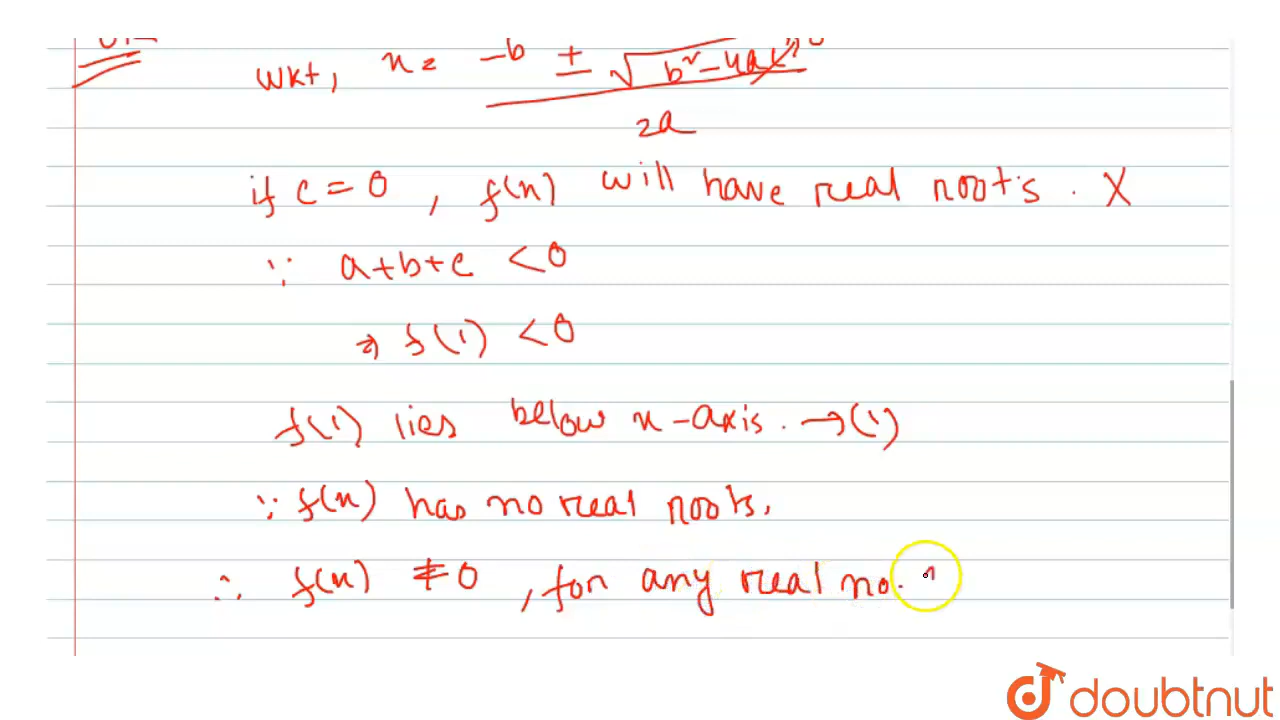 wkt, x = -b ± √b²-4ac
2a
if c = 0, f(x) will have real roots. X
∵ a+b+c <0
⇒ f(1) <0
f(1) lies below x-axis. →(1)
∵ f(x) has no real roots,
∴ f(x) ≠ 0, for any real no.
doubtnut